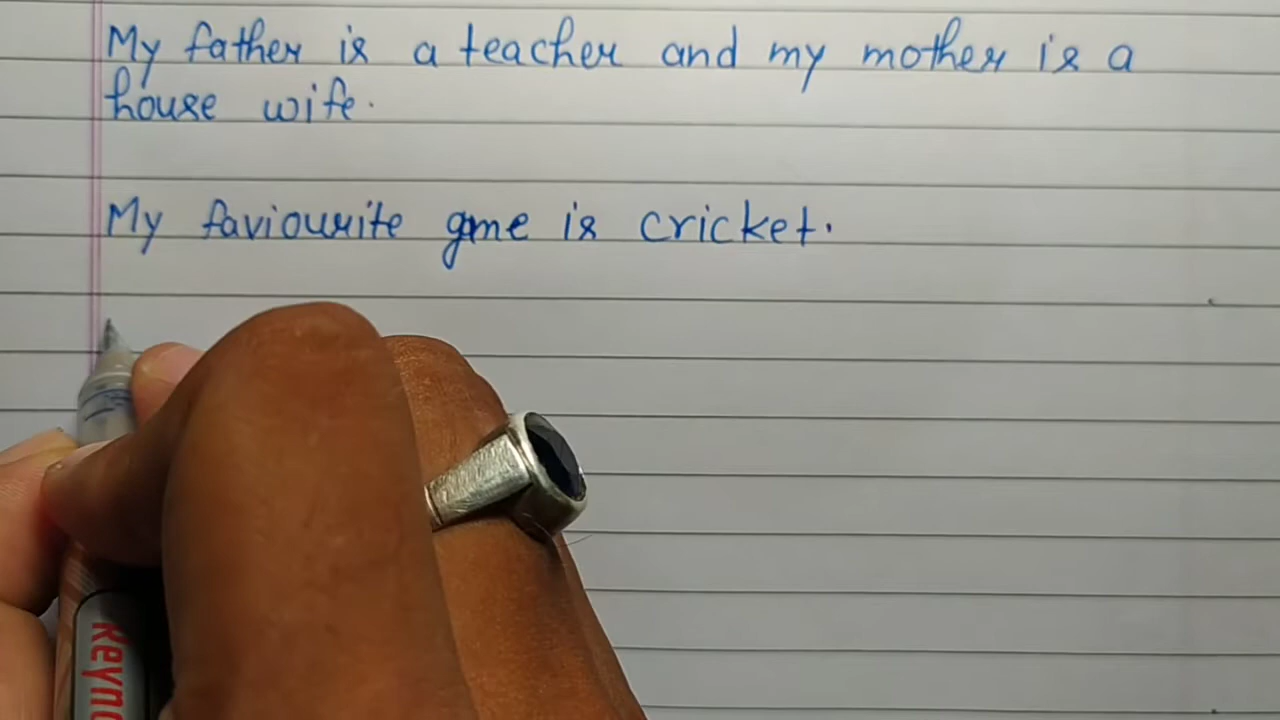 My father is a teacher and my mother is a
house wife.
My faviourite gme is cricket.
Reyno